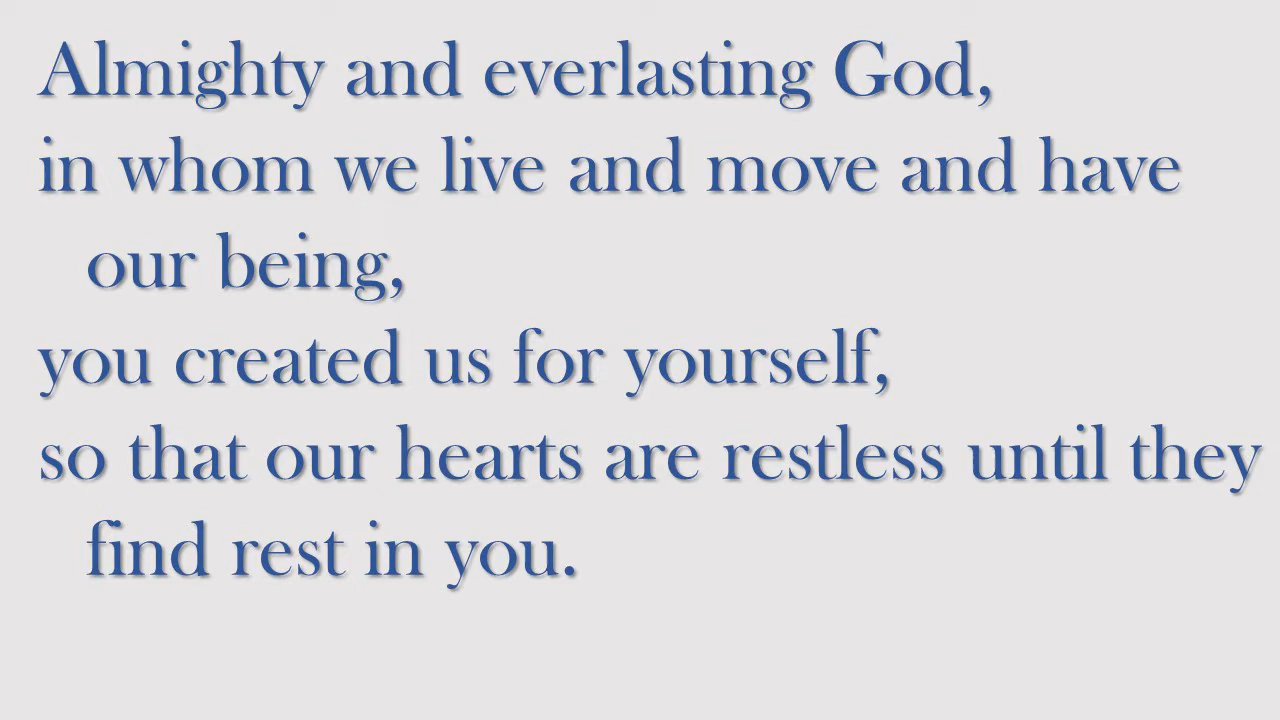 Almighty and everlasting God,
in whom we live and move and have
our being,
you created us for yourself,
so that our hearts are restless until they
find rest in you.